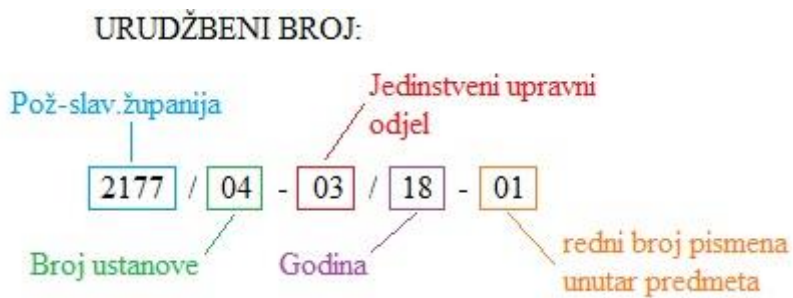 URUDŽBENI BROJ:
Jedinstveni upravni
odjel
Pož-slav.županija
2177 / 04 - 03 / 18 - 01
Broj ustanove
Godina
redni broj pismena
unutar predmeta